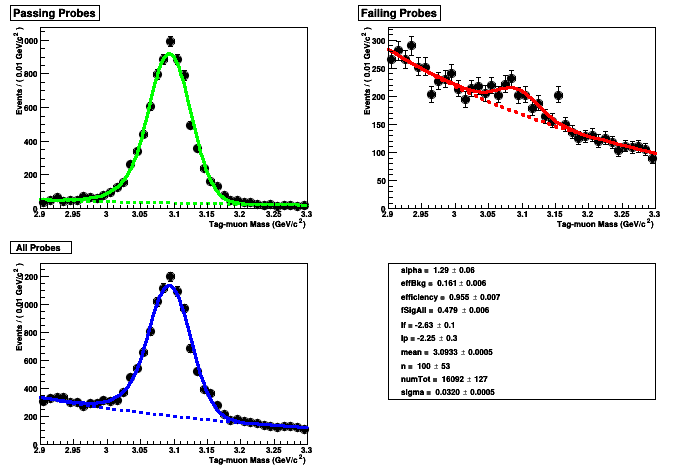 Passing Probes
Events / ( 0.01 GeV/c² )
000
800
600
400
200
0
2.9 2.95 3 3.05 3.1 3.15 3.2 3.25 3.3
Tag-muon Mass (GeV/c²)
Failing Probes
Events / ( 0.01 GeV/c² )
300
250
200
150
100
50
0
2.9 2.95 3 3.05 3.1 3.15 3.2 3.25 3.3
Tag-muon Mass (GeV/c²)
All Probes
Events / ( 0.01 GeV/c² )
1200
1000
800
600
400
200
0
2.9 2.95 3 3.05 3.1 3.15 3.2 3.25 3.3
Tag-muon Mass (GeV/c²)
alpha = 1.29 ± 0.06
effBkg = 0.161 ± 0.006
efficiency = 0.955 ± 0.007
fSigAll = 0.479 ± 0.006
lf = -2.63 ± 0.1
lp = -2.25 ± 0.3
mean = 3.0933 ± 0.0005
n = 100 ± 53
numTot = 16092 ± 127
sigma = 0.0320 ± 0.0005